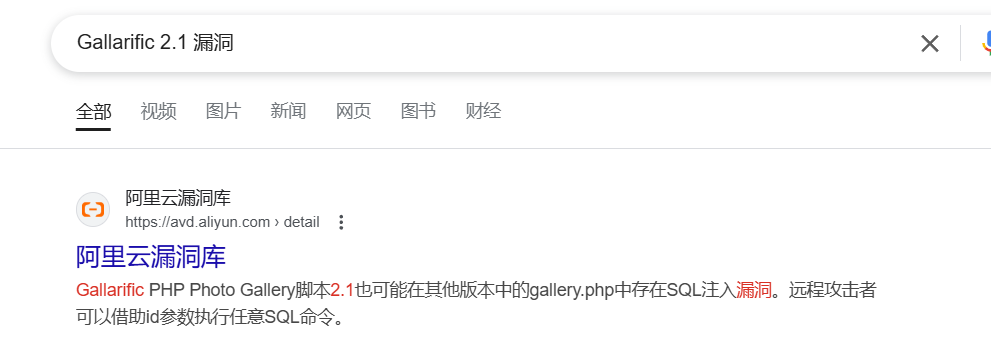 Gallarific 2.1 漏洞
全部 视频 图片 新闻 网页 图书 财经
阿里云漏洞库
https://avd.aliyun.com › detail
阿里云漏洞库
Gallarific PHP Photo Gallery脚本2.1也可能在其他版本中的gallery.php中存在SQL注入漏洞。远程攻击者
可以借助id参数执行任意SQL命令。